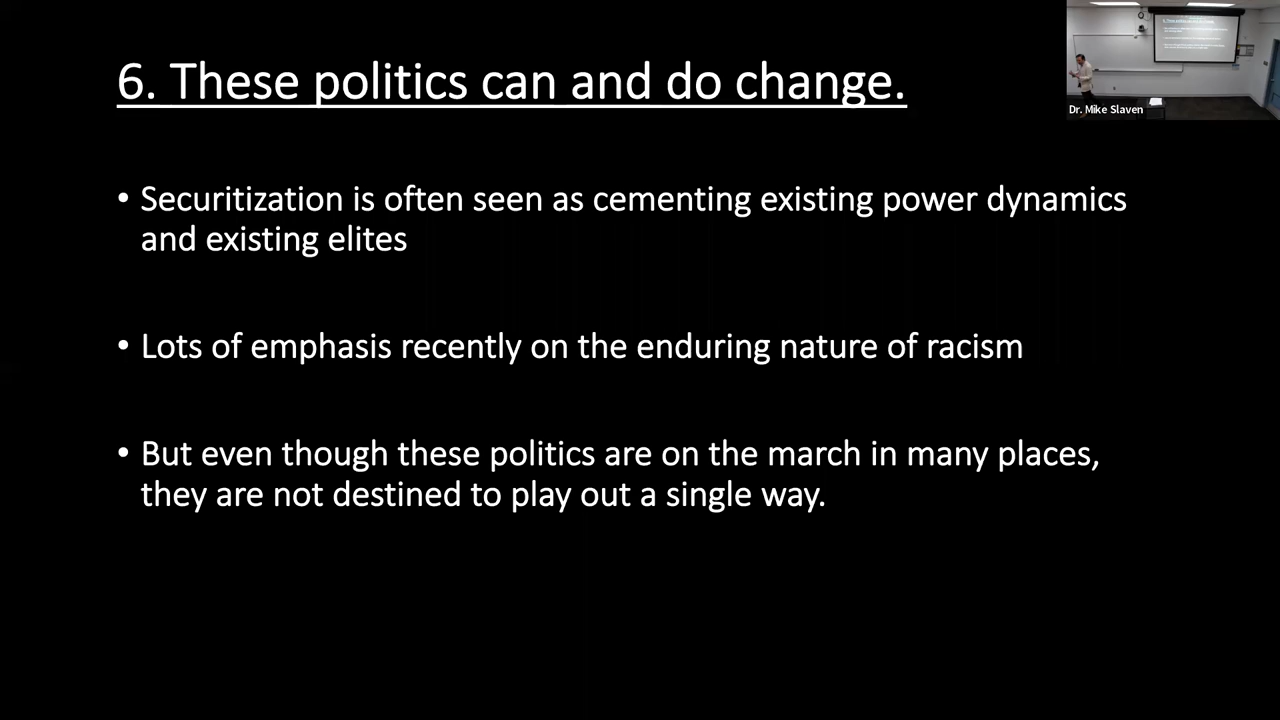 6. These politics can and do change.
Dr. Mike Slaven
• Securitization is often seen as cementing existing power dynamics
and existing elites
• Lots of emphasis recently on the enduring nature of racism
• But even though these politics are on the march in many places,
they are not destined to play out a single way.